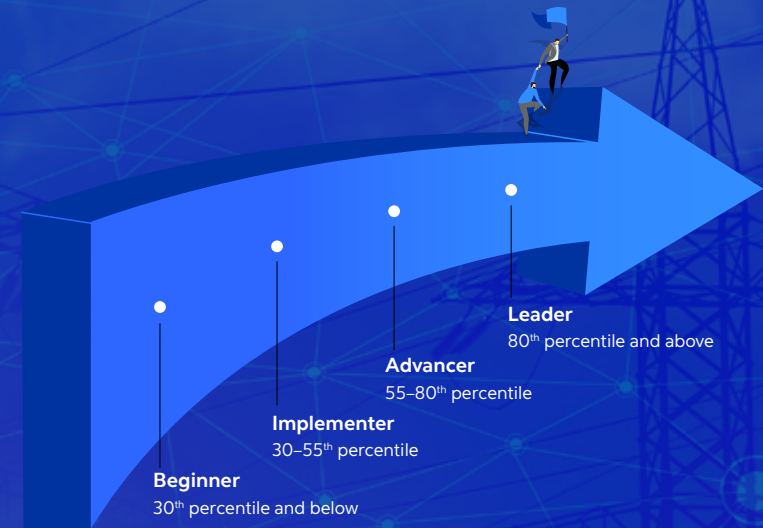 Leader
80th percentile and above
Advancer
55–80th percentile
Implementer
30–55th percentile
Beginner
30th percentile and below